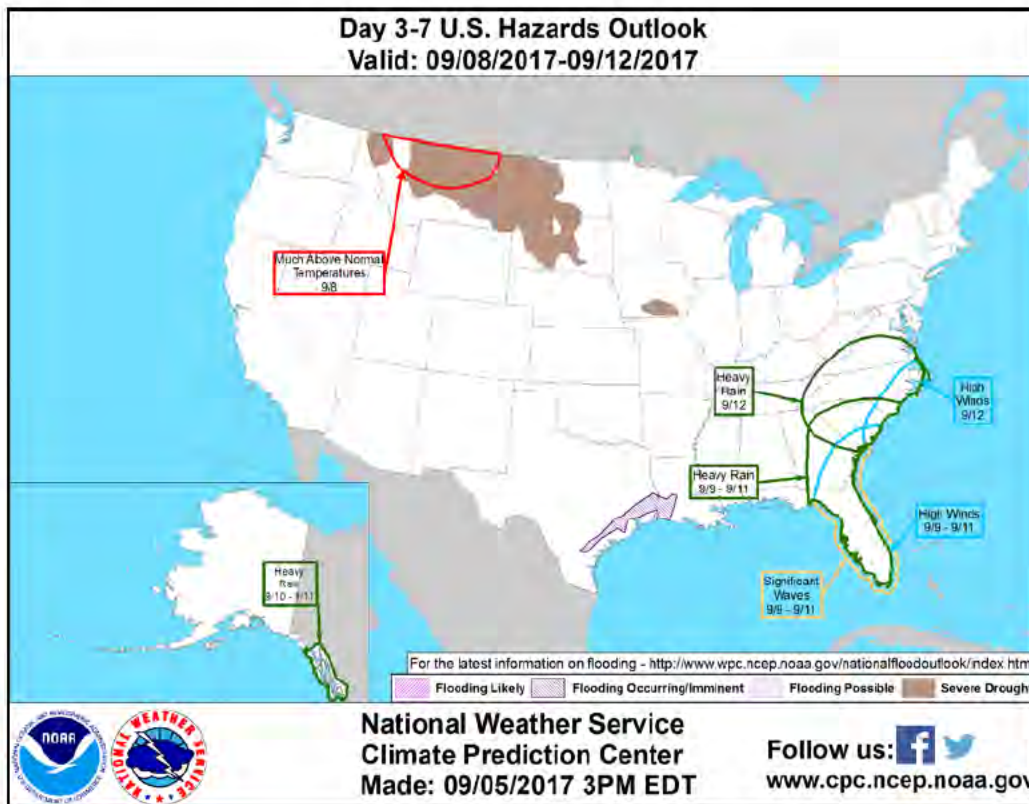 Day 3-7 U.S. Hazards Outlook
Valid: 09/08/2017-09/12/2017
Much Above Normal
Temperatures
9/8
Heavy
Rain
9/12
High
Winds
9/12
Heavy Rain
9/9 - 9/11
High Winds
9/9 - 9/11
Significant
Waves
9/9 - 9/11
Heavy
Rain
9/10 - 9/11
For the latest information on flooding - http://www.wpc.ncep.noaa.gov/nationalfloodoutlook/index.htm
Flooding Likely
Flooding Occurring/Imminent
Flooding Possible
Severe Drough
NOAA
NATIONAL WEATHER SERVICE
National Weather Service
Climate Prediction Center
Made: 09/05/2017 3PM EDT
Follow us:
www.cpc.ncep.noaa.gov